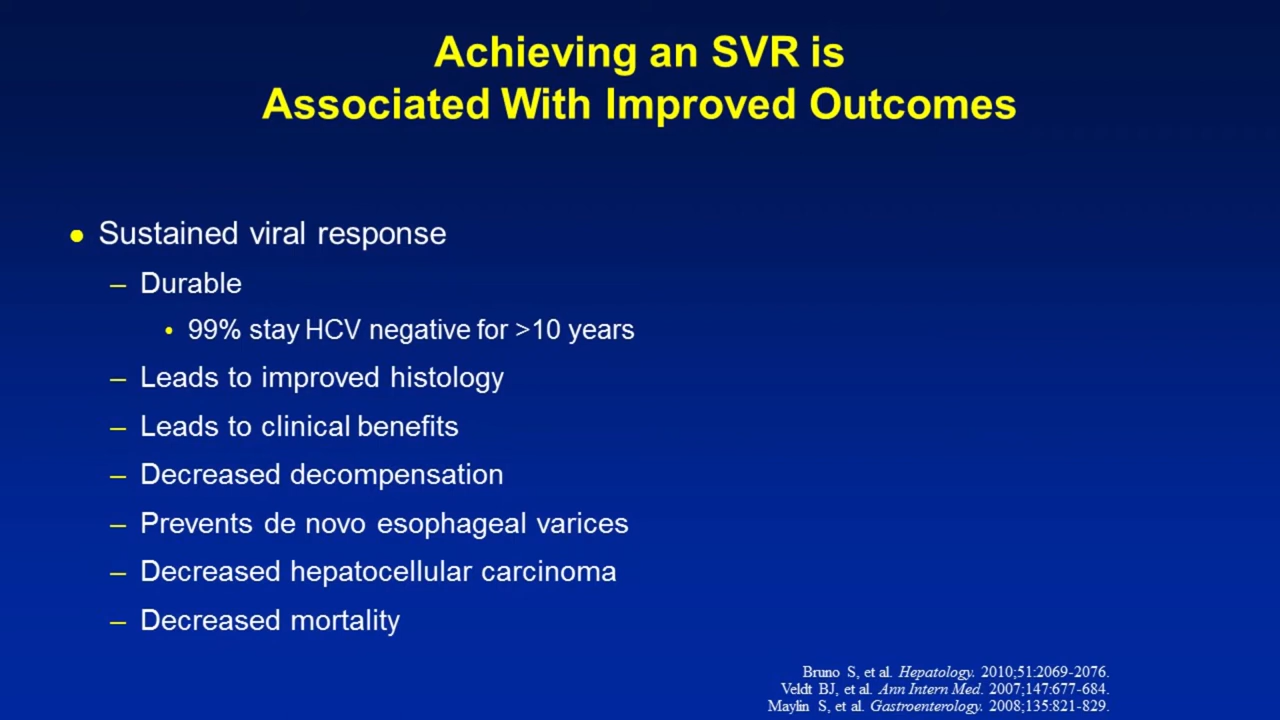 Achieving an SVR is
Associated With Improved Outcomes
● Sustained viral response
– Durable
• 99% stay HCV negative for >10 years
– Leads to improved histology
– Leads to clinical benefits
– Decreased decompensation
– Prevents de novo esophageal varices
– Decreased hepatocellular carcinoma
– Decreased mortality
Bruno S, et al. Hepatology. 2010;51:2069-2076.
Veldt BJ, et al. Ann Intern Med. 2007;147:677-684.
Maylin S, et al. Gastroenterology. 2008;135:821-829.